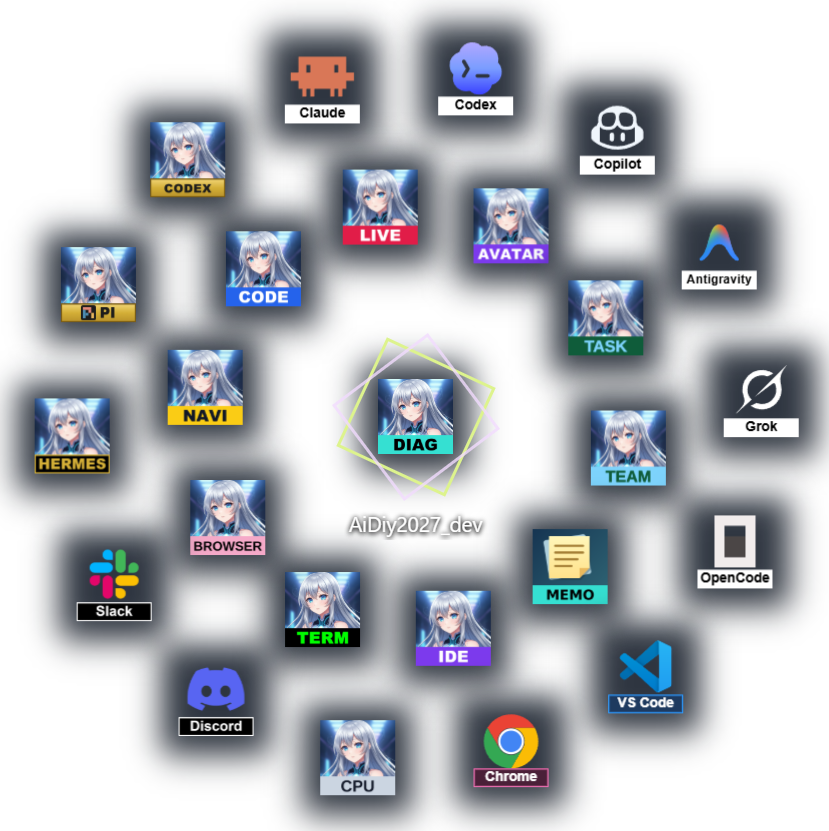 Claude
Codex
Copilot
CODEX
LIVE
AVATAR
Antigravity
CODE
PI
TASK
NAVI
DIAG
Grok
HERMES
TEAM
AiDiy2027_dev
BROWSER
OpenCode
MEMO
Slack
TERM
IDE
VS Code
Discord
Chrome
CPU